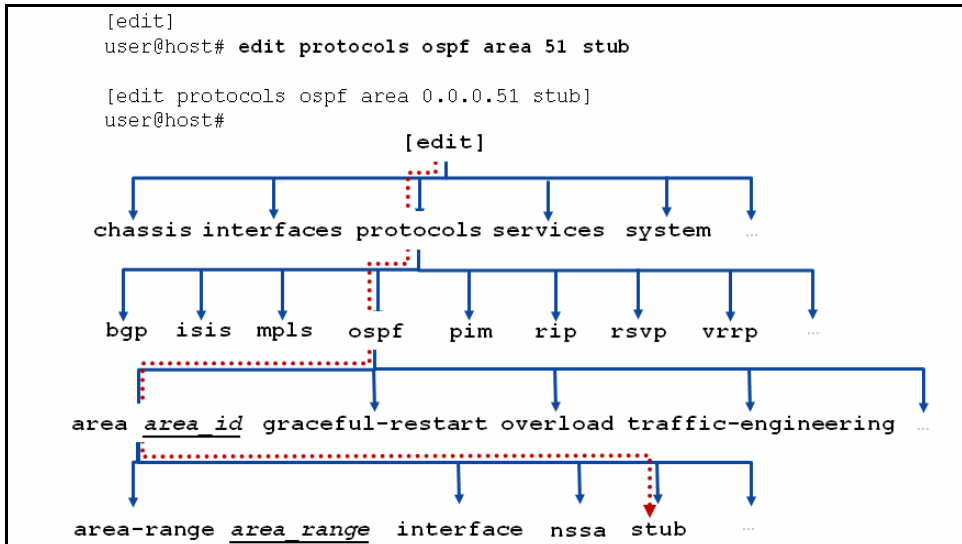 [edit]
user@host# edit protocols ospf area 51 stub
[edit protocols ospf area 0.0.0.51 stub]
user@host#
[edit]
chassis interfaces protocols services system ...
bgp isis mpls ospf pim rip rsvp vrrp ...
area area_id graceful-restart overload traffic-engineering ...
area-range area_range interface nssa stub ...